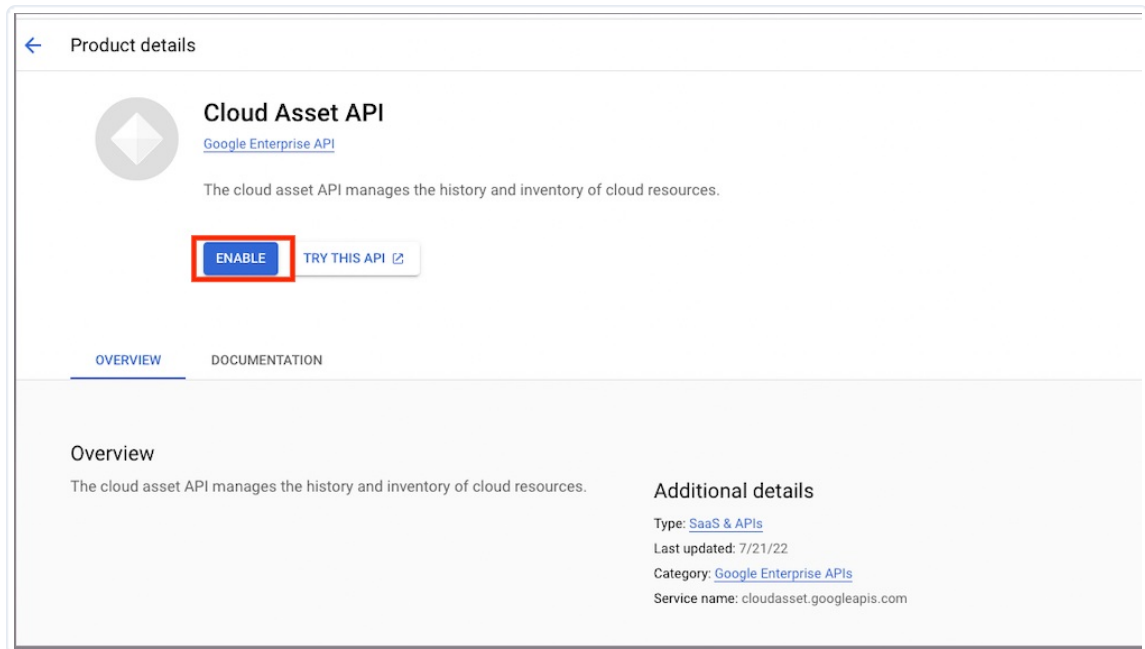 Product details
Cloud Asset API
Google Enterprise API
The cloud asset API manages the history and inventory of cloud resources.
ENABLE TRY THIS API
OVERVIEW DOCUMENTATION
Overview
The cloud asset API manages the history and inventory of cloud resources.
Additional details
Type: SaaS & APIs
Last updated: 7/21/22
Category: Google Enterprise APIs
Service name: cloudasset.googleapis.com